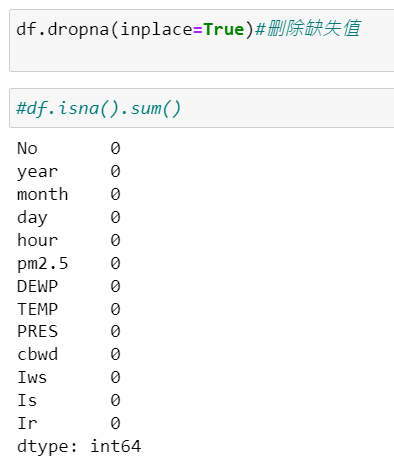 df.dropna(inplace=True)#删除缺失值
#df.isna().sum()
No 0
year 0
month 0
day 0
hour 0
pm2.5 0
DEWP 0
TEMP 0
PRES 0
cbwd 0
Iws 0
Is 0
Ir 0
dtype: int64